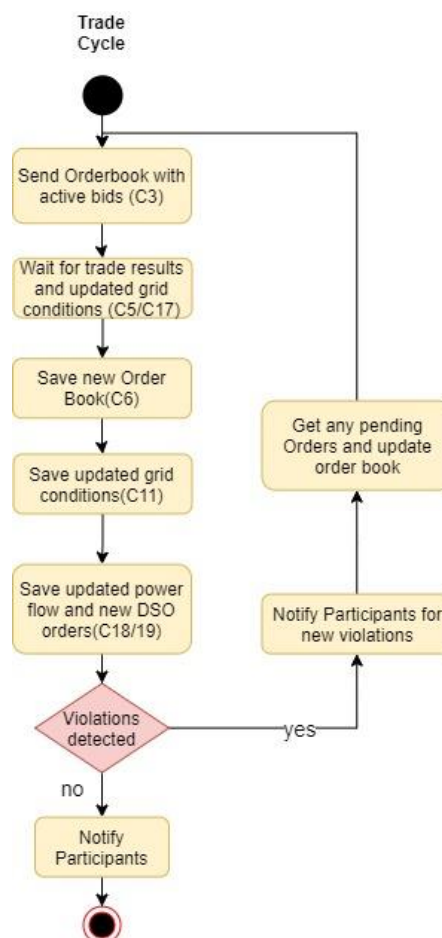 Trade
Cycle
Send Orderbook with
active bids (C3)
Wait for trade results
and updated grid
conditions (C5/C17)
Save new Order
Book(C6)
Save updated grid
conditions(C11)
Save updated power
flow and new DSO
orders(C18/19)
Violations
detected
yes
no
Notify
Participants
Notify Participants for
new violations
Get any pending
Orders and update
order book